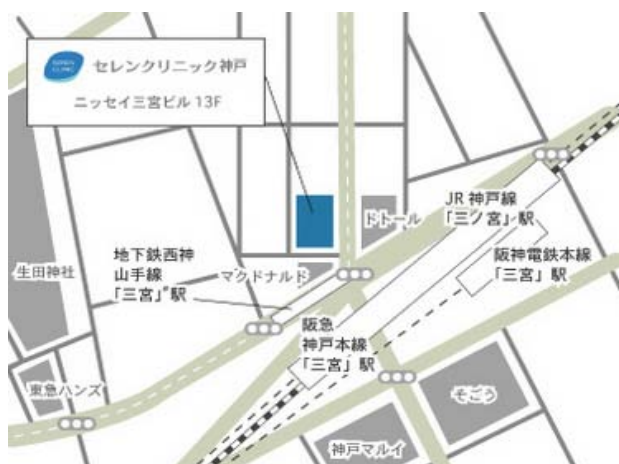 セレンクリニック神戸
ニッセイ三宮ビル 13F
JR 神戸線
「三ノ宮」駅
ドトール
阪神電鉄本線
「三宮」駅
地下鉄西神
山手線
「三宮」駅
マクドナルド
生田神社
阪急
神戸本線
「三宮」駅
東急ハンズ
そごう
神戸マルイ